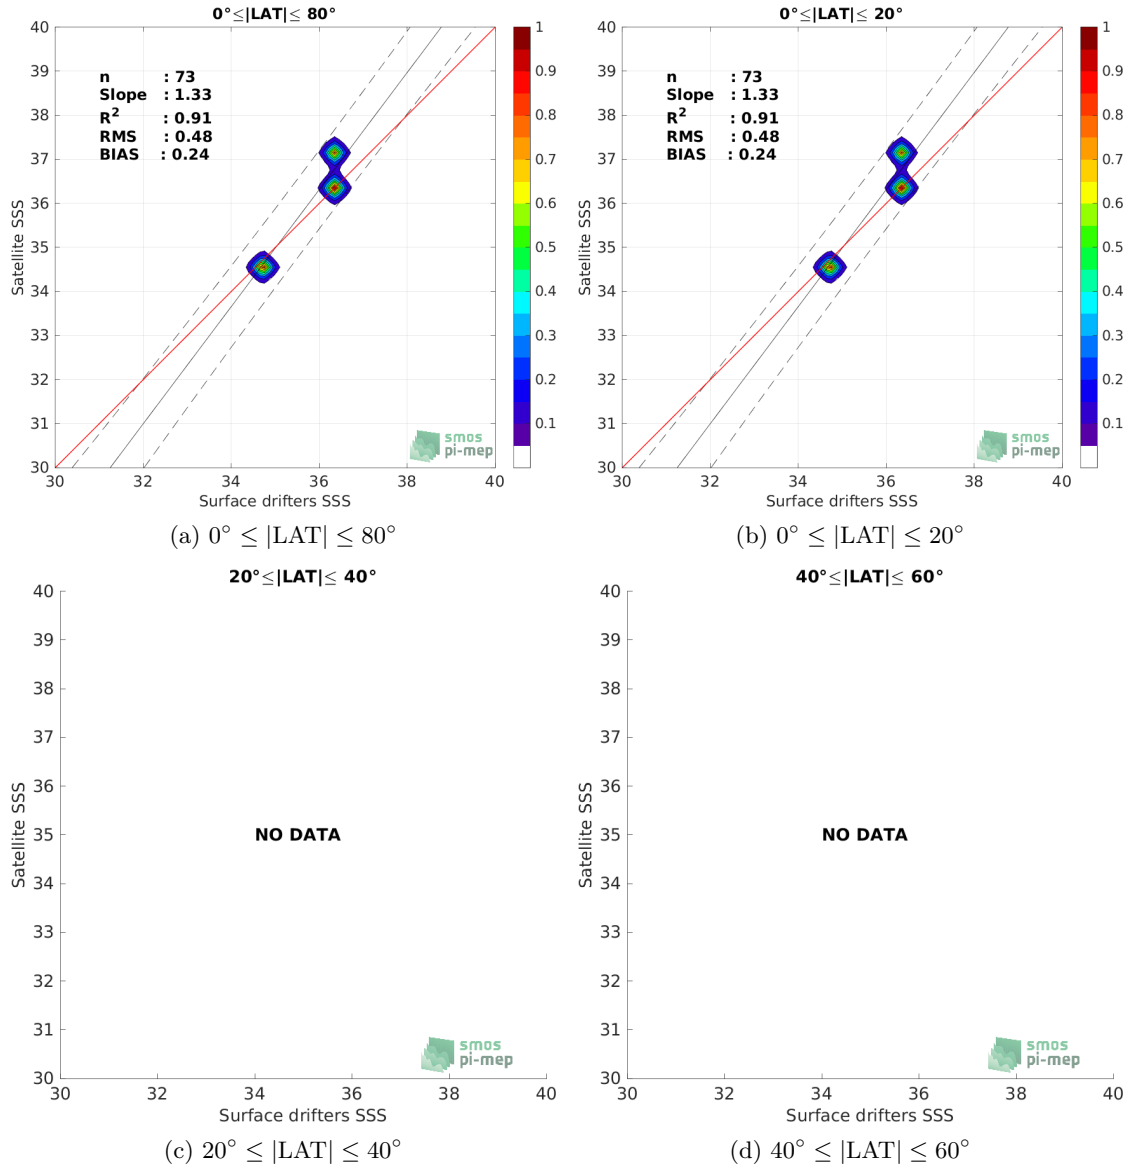 0°≤|LAT|≤ 80°
40
39
38
37
36
35
34
33
32
31
30
Satellite SSS
n : 73
Slope : 1.33
R² : 0.91
RMS : 0.48
BIAS : 0.24
smos
pi-mep
30 32 34 36 38 40
Surface drifters SSS
1
0.9
0.8
0.7
0.6
0.5
0.4
0.3
0.2
0.1
(a) 0° ≤ |LAT| ≤ 80°
0°≤|LAT|≤ 20°
40
39
38
37
36
35
34
33
32
31
30
Satellite SSS
n : 73
Slope : 1.33
R² : 0.91
RMS : 0.48
BIAS : 0.24
smos
pi-mep
30 32 34 36 38 40
Surface drifters SSS
1
0.9
0.8
0.7
0.6
0.5
0.4
0.3
0.2
0.1
(b) 0° ≤ |LAT| ≤ 20°
20°≤|LAT|≤ 40°
40
39
38
37
36
35
34
33
32
31
30
Satellite SSS
NO DATA
smos
pi-mep
30 32 34 36 38 40
Surface drifters SSS
(c) 20° ≤ |LAT| ≤ 40°
40°≤|LAT|≤ 60°
40
39
38
37
36
35
34
33
32
31
30
Satellite SSS
NO DATA
smos
pi-mep
30 32 34 36 38 40
Surface drifters SSS
(d) 40° ≤ |LAT| ≤ 60°